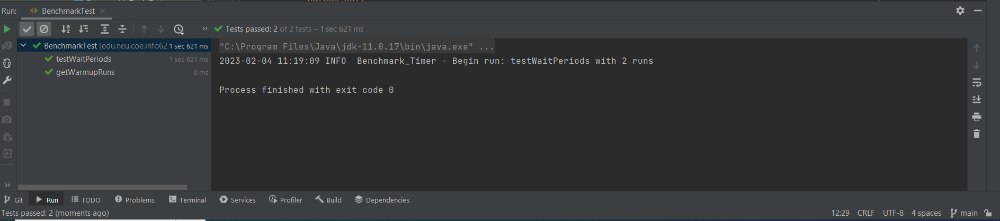 Run: BenchmarkTest
Tests passed: 2 of 2 tests – 1 sec 621 ms
BenchmarkTest (edu.neu.coe.info62 1 sec 621 ms
testWaitPeriods 1 sec 621 ms
getWarmupRuns 0 ms
"C:\Program Files\Java\jdk-11.0.17\bin\java.exe" ...
2023-02-04 11:19:09 INFO  Benchmark_Timer - Begin run: testWaitPeriods with 2 runs
Process finished with exit code 0
Git Run TODO Problems Terminal Services Profiler Build Dependencies
Tests passed: 2 (moments ago) 12:29 CRLF UTF-8 4 spaces main